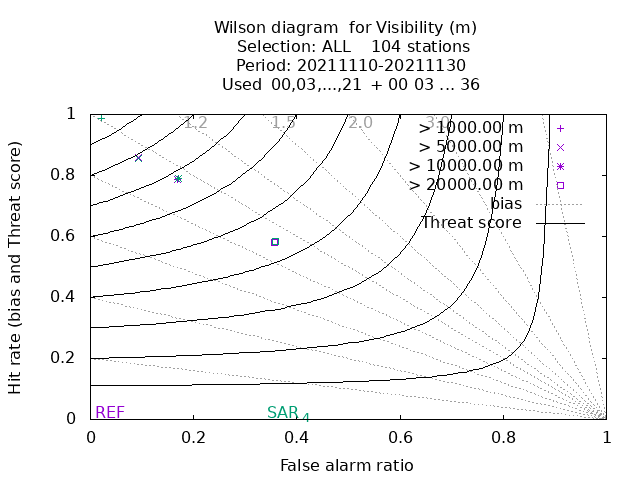 Wilson diagram  for Visibility (m)
Selection: ALL    104 stations
Period: 20211110-20211130
Used  00,03,...,21  + 00 03 ... 36
1.2 1.5 2.0 3.0
> 1000.00 m
> 5000.00 m
> 10000.00 m
> 20000.00 m
bias
Threat score
Hit rate (bias and Threat score)
1
0.8
0.6
0.4
0.2
0
REF SAR_4
0 0.2 0.4 0.6 0.8 1
False alarm ratio